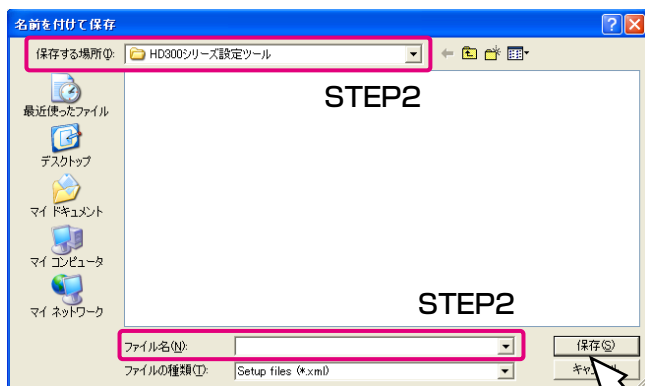 名前を付けて保存
保存する場所(I): HD300シリーズ設定ツール
STEP2
最近使ったファイル
デスクトップ
マイ ドキュメント
マイ コンピュータ
マイ ネットワーク
STEP2
ファイル名(N): 保存(S)
ファイルの種類(T): Setup files (*.xml)